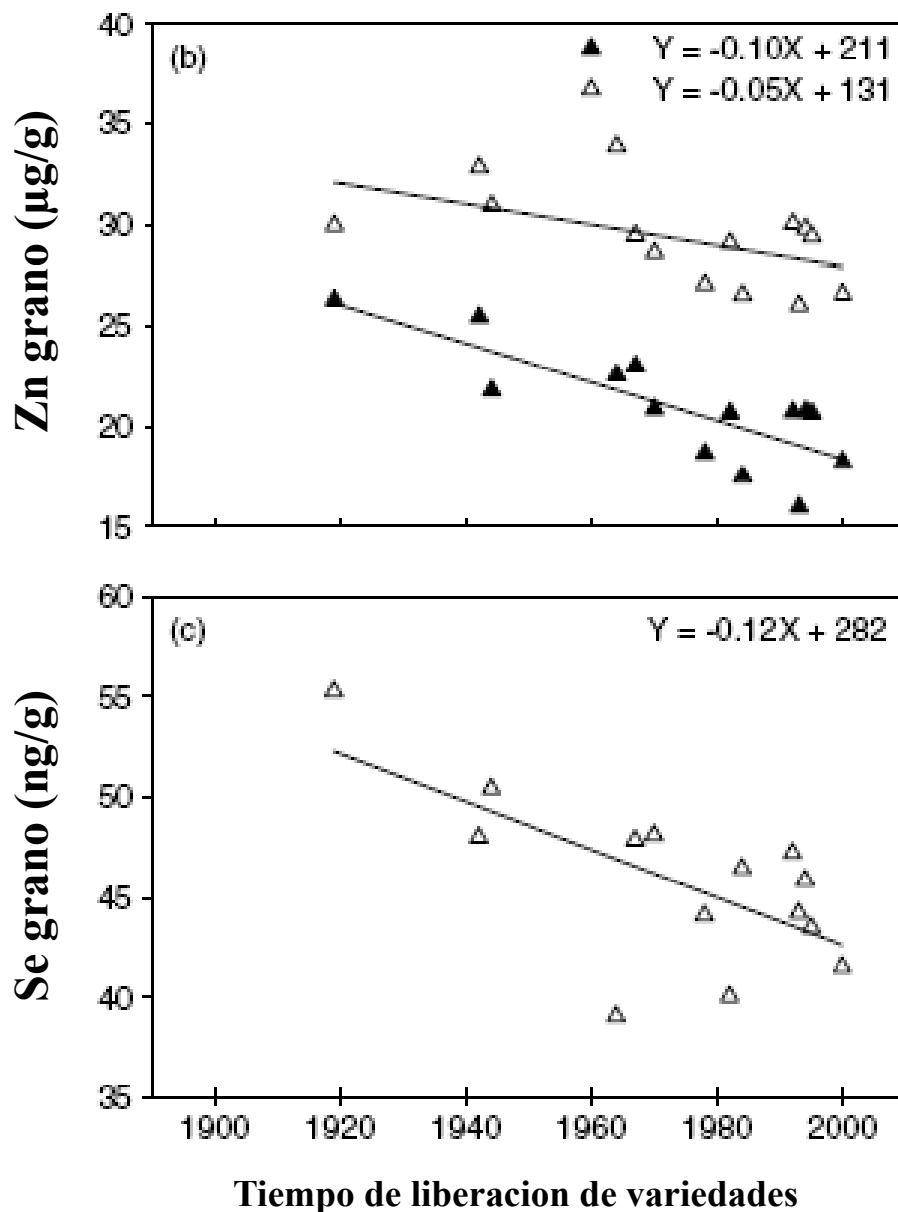 40
(b)
▲ Y = -0.10X + 211
△ Y = -0.05X + 131
35
30
25
20
15
Zn grano (µg/g)
60
(c)
Y = -0.12X + 282
55
50
45
40
35
Se grano (ng/g)
1900 1920 1940 1960 1980 2000
Tiempo de liberacion de variedades